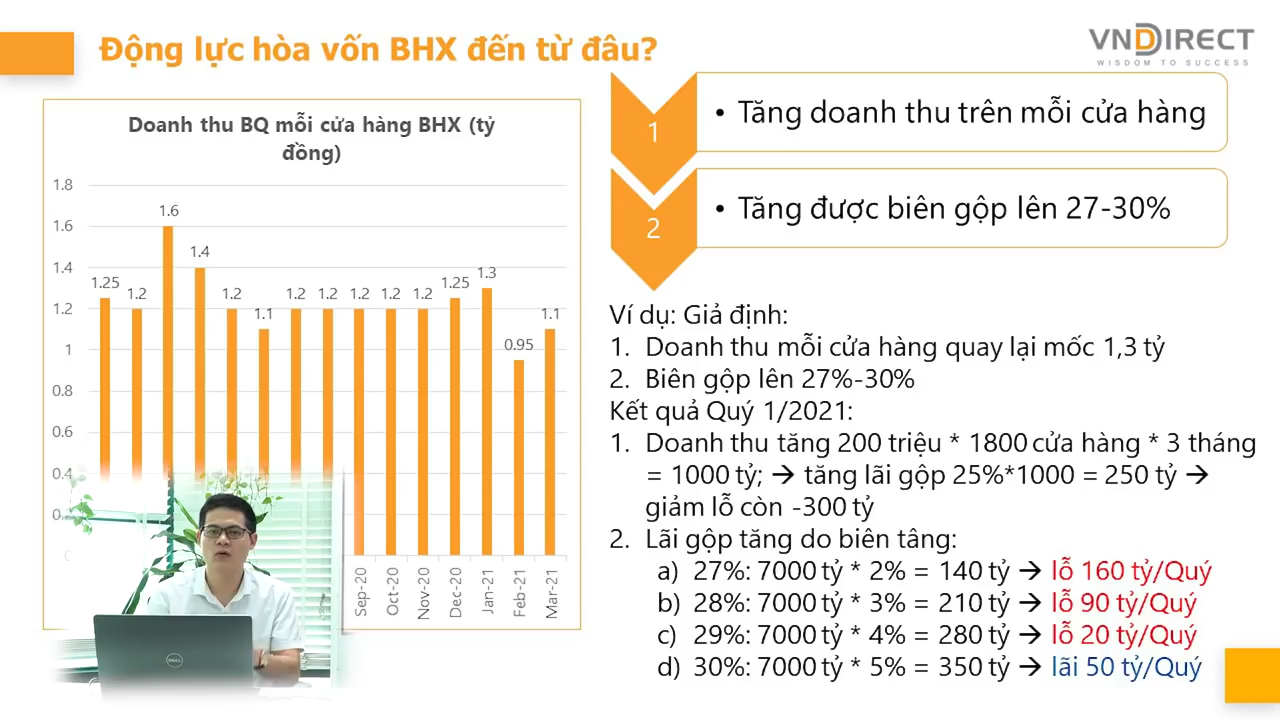 Động lực hòa vốn BHX đến từ đâu?
VNDIRECT
WISDOM TO SUCCESS
Doanh thu BQ mỗi cửa hàng BHX (tỷ
đồng)
1.8
1.6
1.4
1.2
1
0.8
0.6
0.4
0
1.25
1.2
1.6
1.4
1.2
1.1
1.2
1.2
1.2
1.2
1.2
1.25
1.3
0.95
1.1
Sep-20
Oct-20
Nov-20
Dec-20
Jan-21
Feb-21
Mar-21
DELL
1
• Tăng doanh thu trên mỗi cửa hàng
2
• Tăng được biên gộp lên 27-30%
Ví dụ: Giả định:
1. Doanh thu mỗi cửa hàng quay lại mốc 1,3 tỷ
2. Biên gộp lên 27%-30%
Kết quả Quý 1/2021:
1. Doanh thu tăng 200 triệu * 1800 cửa hàng * 3 tháng
= 1000 tỷ; → tăng lãi gộp 25%*1000 = 250 tỷ →
giảm lỗ còn -300 tỷ
2. Lãi gộp tăng do biên tâng:
a) 27%: 7000 tỷ * 2% = 140 tỷ → lỗ 160 tỷ/Quý
b) 28%: 7000 tỷ * 3% = 210 tỷ → lỗ 90 tỷ/Quý
c) 29%: 7000 tỷ * 4% = 280 tỷ → lỗ 20 tỷ/Quý
d) 30%: 7000 tỷ * 5% = 350 tỷ → lãi 50 tỷ/Quý